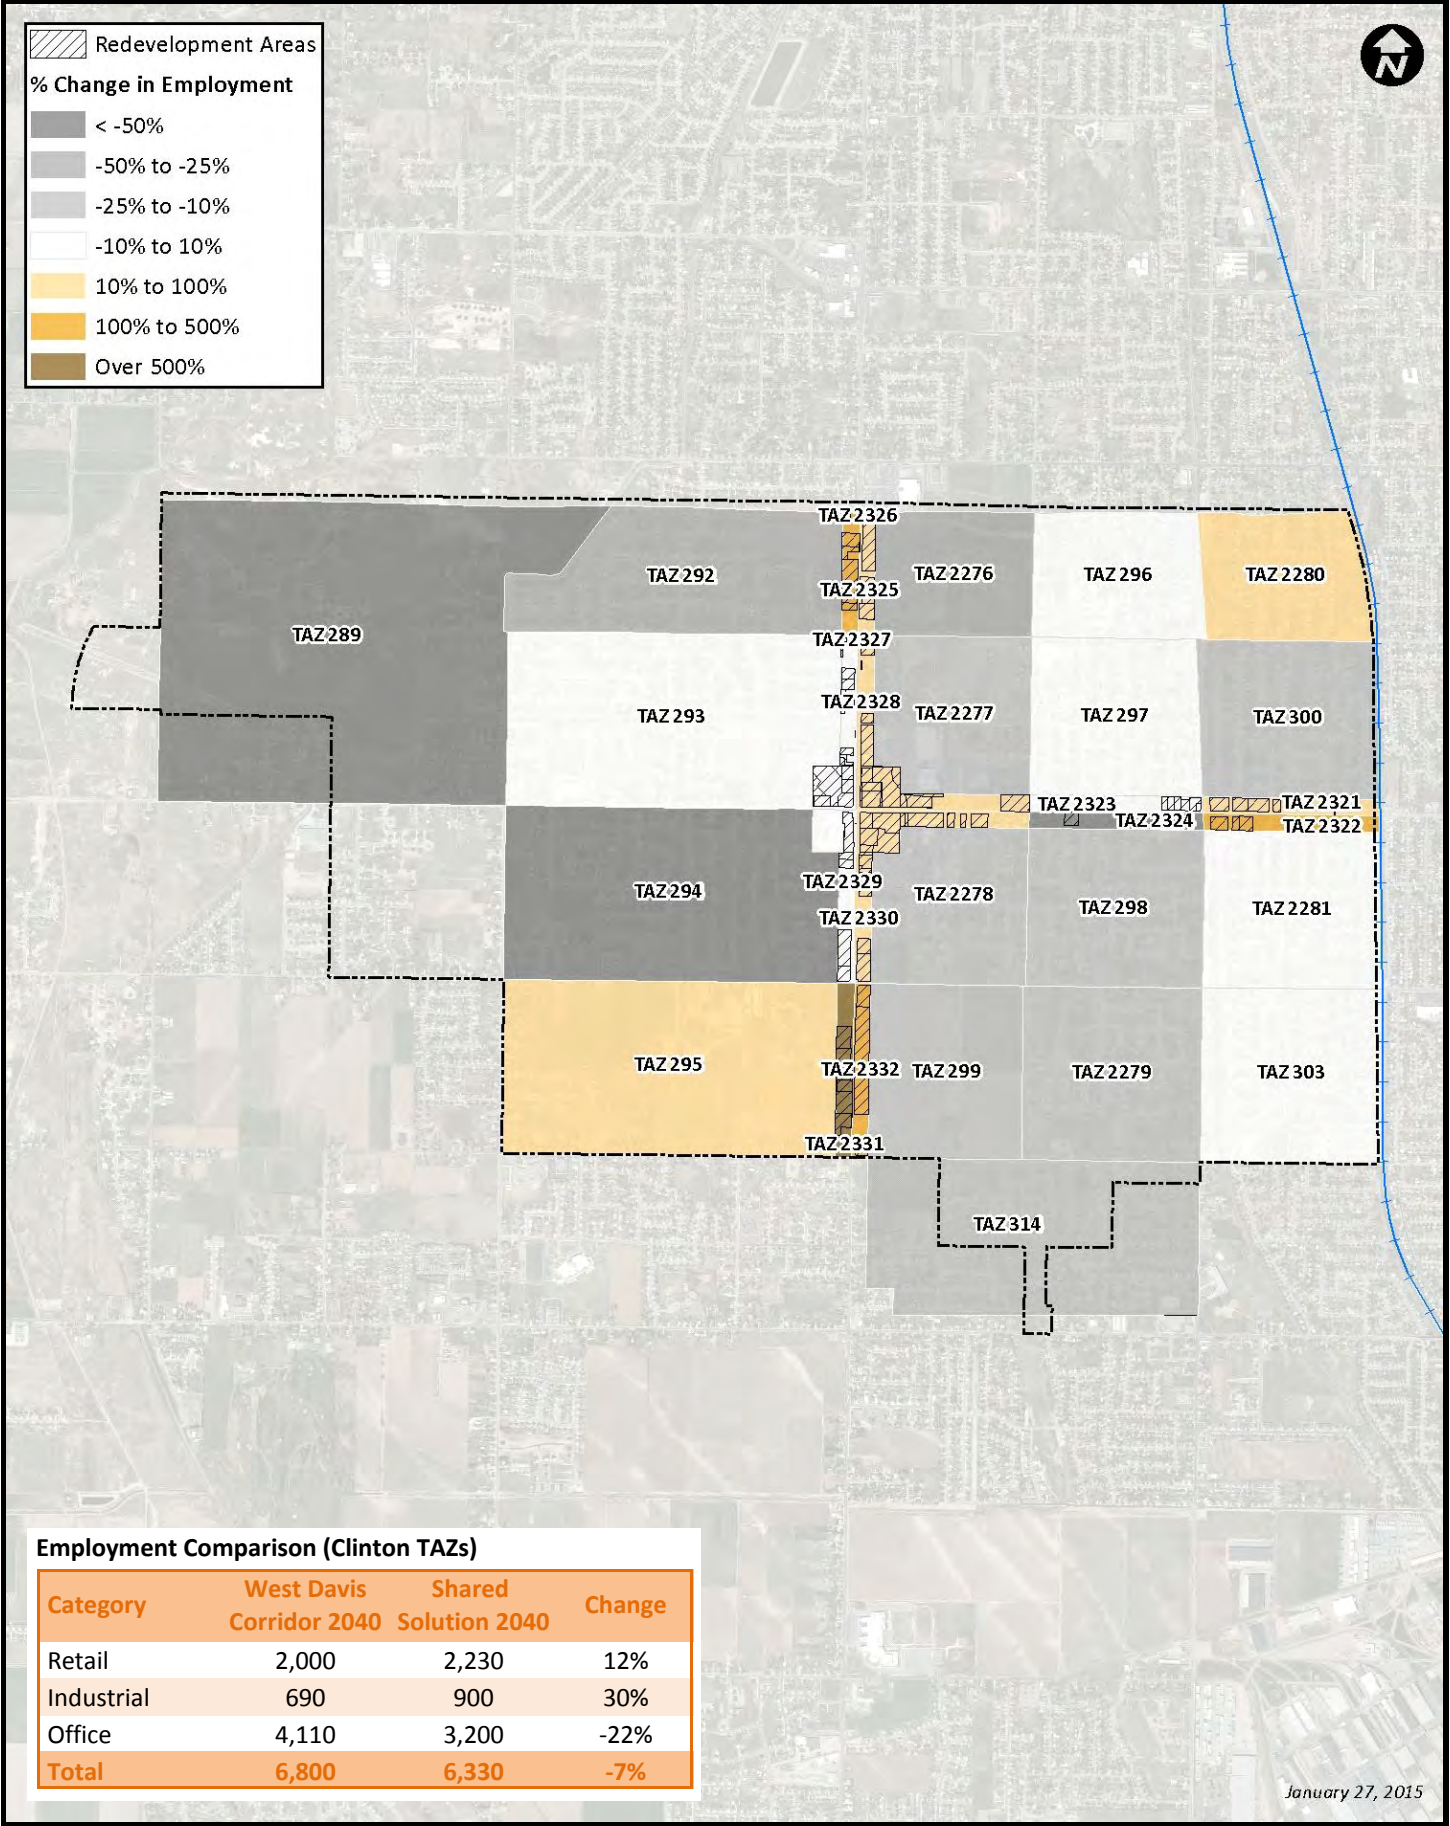 Redevelopment Areas
% Change in Employment
< -50%
-50% to -25%
-25% to -10%
-10% to 10%
10% to 100%
100% to 500%
Over 500%
N
TAZ 2326
TAZ 292
TAZ 2276
TAZ 296
TAZ 2280
TAZ 2325
TAZ 289
TAZ 2327
TAZ 293
TAZ 2328
TAZ 2277
TAZ 297
TAZ 300
TAZ 2323
TAZ 2321
TAZ 2324
TAZ 2322
TAZ 294
TAZ 2329
TAZ 2278
TAZ 298
TAZ 2281
TAZ 2330
TAZ 295
TAZ 2332
TAZ 299
TAZ 2279
TAZ 303
TAZ 2331
TAZ 314
Employment Comparison (Clinton TAZs)
Category West Davis Corridor 2040 Shared Solution 2040 Change
Retail 2,000 2,230 12%
Industrial 690 900 30%
Office 4,110 3,200 -22%
Total 6,800 6,330 -7%
January 27, 2015